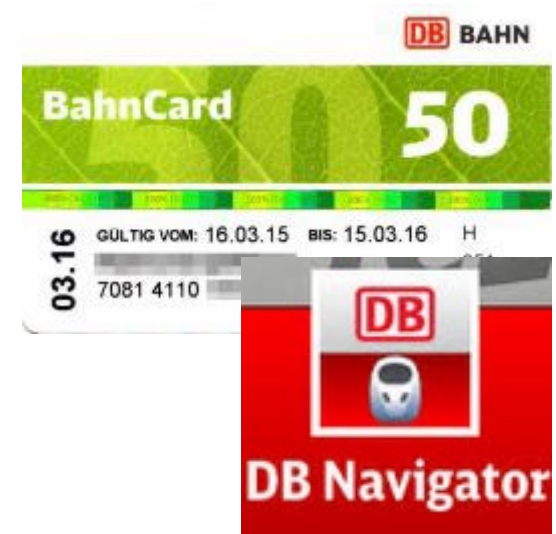 DB BAHN
BahnCard 50
GÜLTIG VOM: 16.03.15 BIS: 15.03.16 H
03.16
7081 4110
DB
DB Navigator